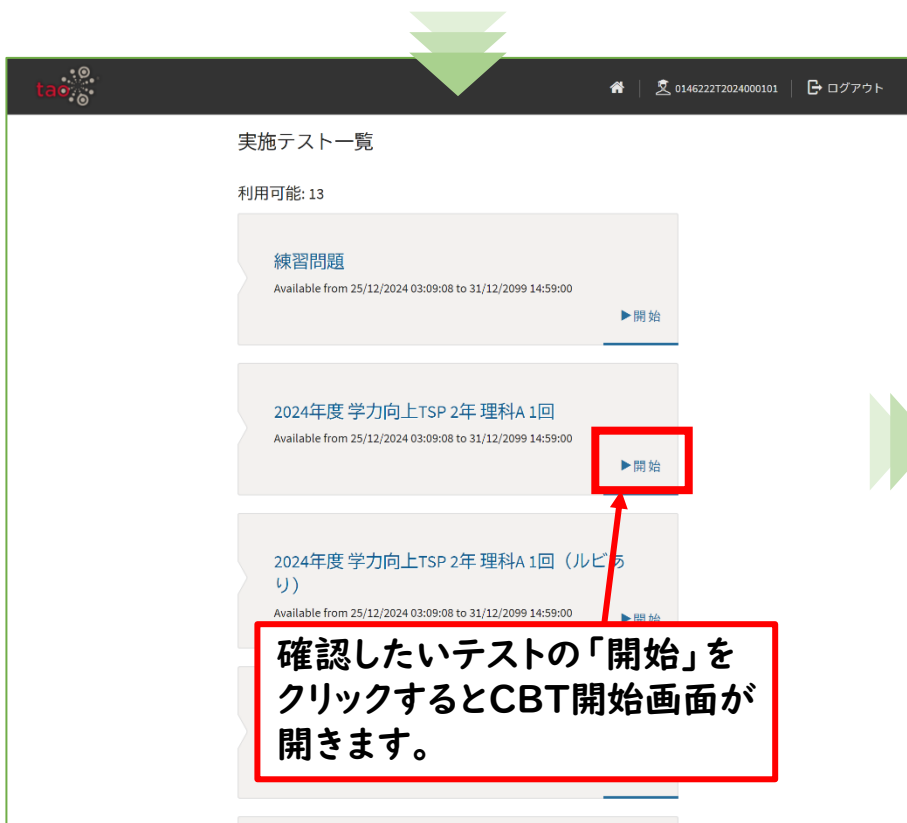 tao
0146222T2024000101
ログアウト
実施テスト一覧
利用可能: 13
練習問題
Available from 25/12/2024 03:09:08 to 31/12/2099 14:59:00
▶開始
2024年度 学力向上TSP 2年 理科A 1回
Available from 25/12/2024 03:09:08 to 31/12/2099 14:59:00
▶開始
2024年度 学力向上TSP 2年 理科A 1回（ルビあ
り）
Available from 25/12/2024 03:09:08 to 31/12/2099 14:59:00
▶開始
確認したいテストの「開始」を
クリックするとCBT開始画面が
開きます。